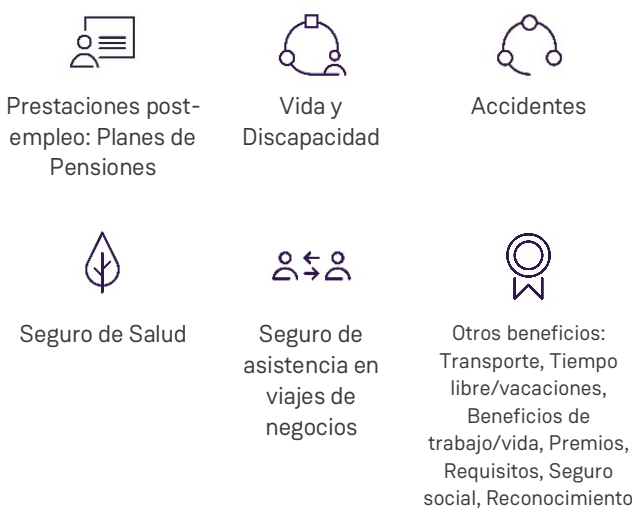 Prestaciones post-
empleo: Planes de
Pensiones
Vida y
Discapacidad
Accidentes
Seguro de Salud
Seguro de
asistencia en
viajes de
negocios
Otros beneficios:
Transporte, Tiempo
libre/vacaciones,
Beneficios de
trabajo/vida, Premios,
Requisitos, Seguro
social, Reconocimiento